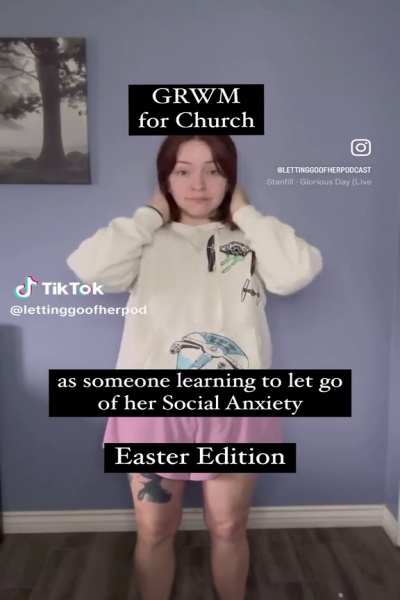 GRWM
for Church
@LETTINGGOOFHERPODCAST
Stanfill · Glorious Day (Live
TikTok
@lettinggoofherpod
as someone learning to let go
of her Social Anxiety
Easter Edition